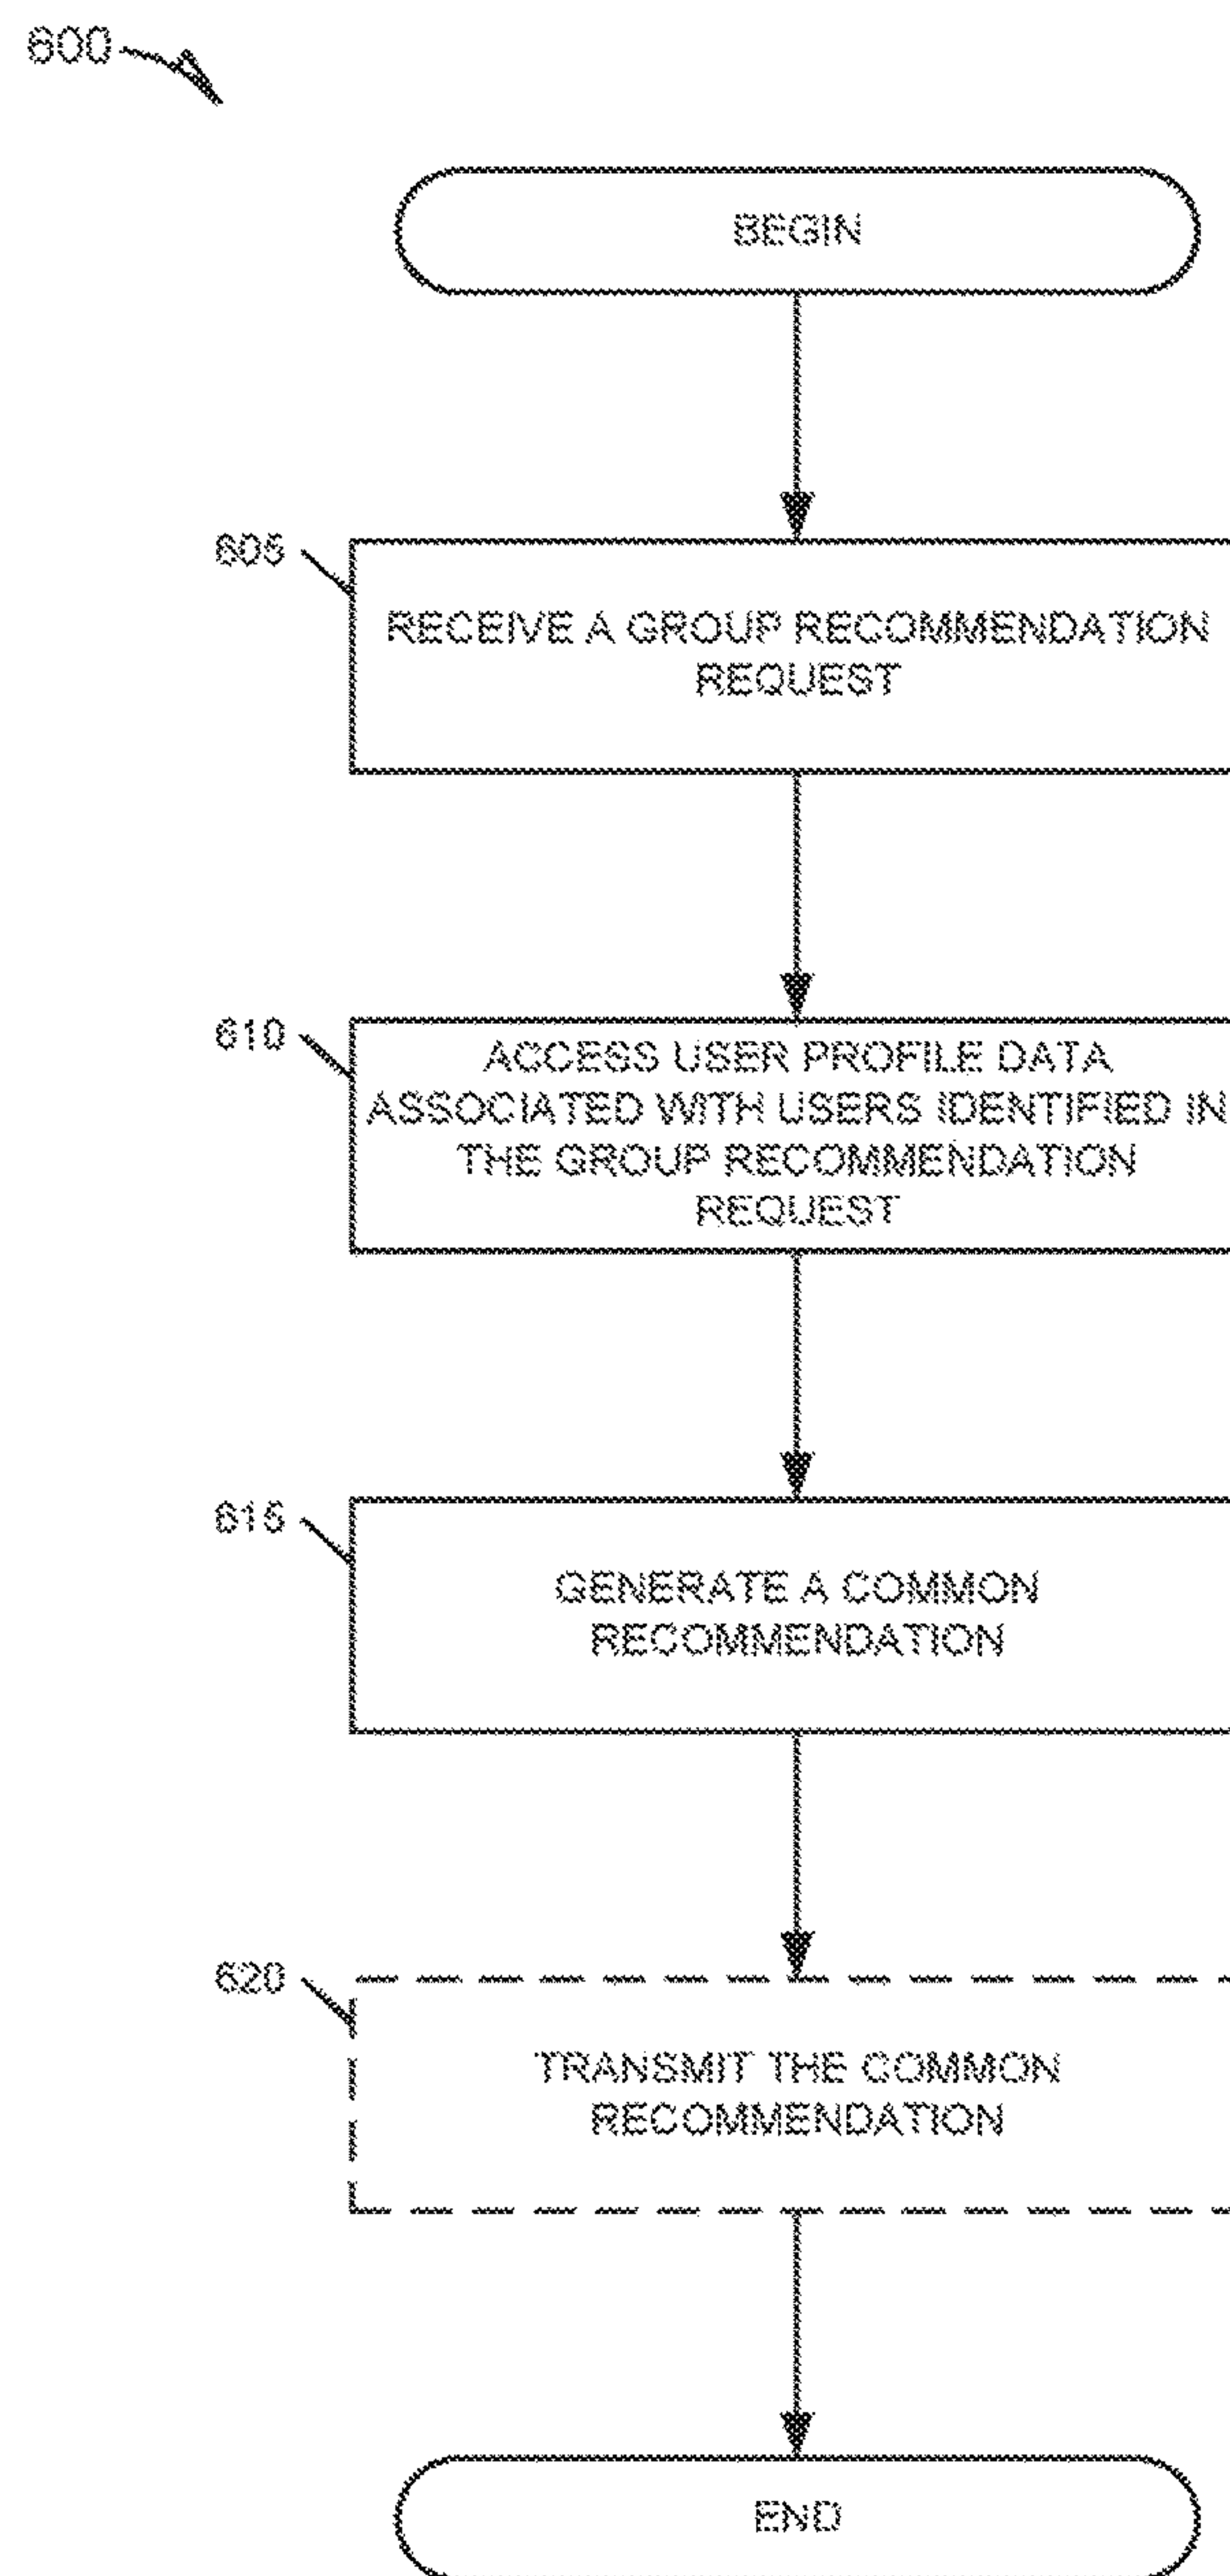 600
BEGIN
605
RECEIVE A GROUP RECOMMENDATION
REQUEST
610
ACCESS USER PROFILE DATA
ASSOCIATED WITH USERS IDENTIFIED IN
THE GROUP RECOMMENDATION
REQUEST
615
GENERATE A COMMON
RECOMMENDATION
620
TRANSMIT THE COMMON
RECOMMENDATION
END